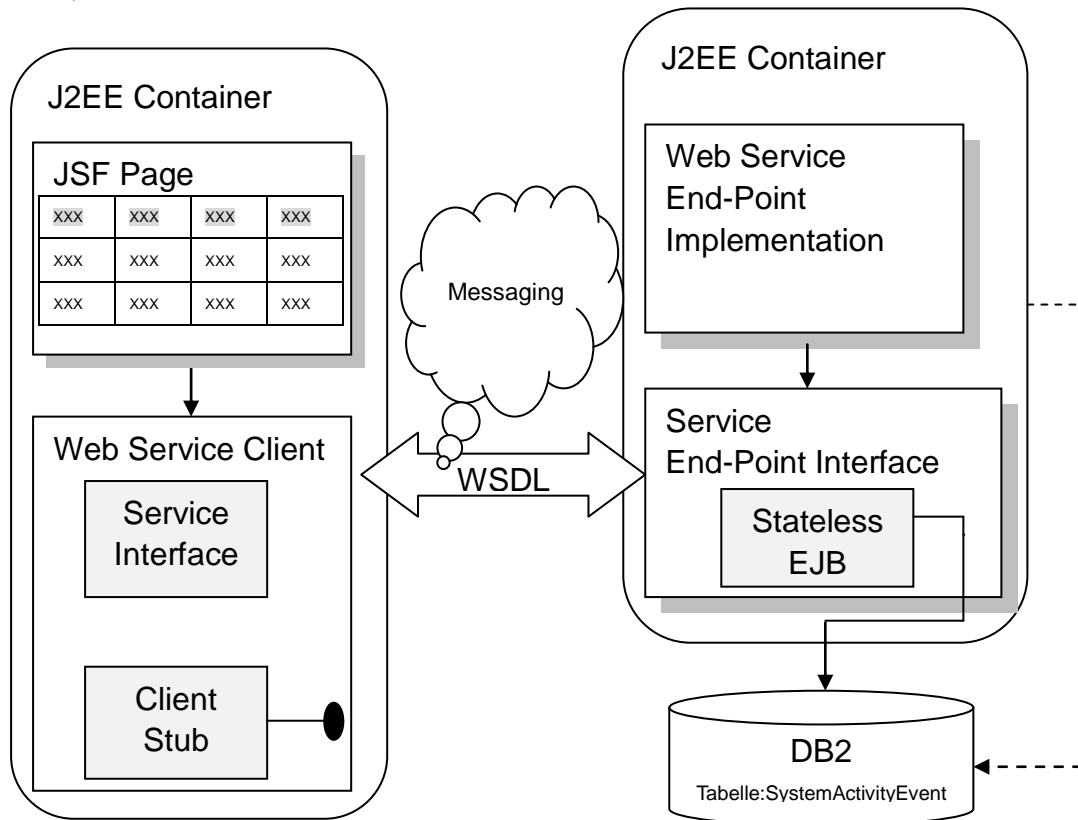 J2EE Container
JSF Page
xxx xxx xxx xxx
xxx xxx xxx xxx
xxx xxx xxx xxx
Web Service Client
Service
Interface
Client
Stub
Messaging
WSDL
J2EE Container
Web Service
End-Point
Implementation
Service
End-Point Interface
Stateless
EJB
DB2
Tabelle:SystemActivityEvent